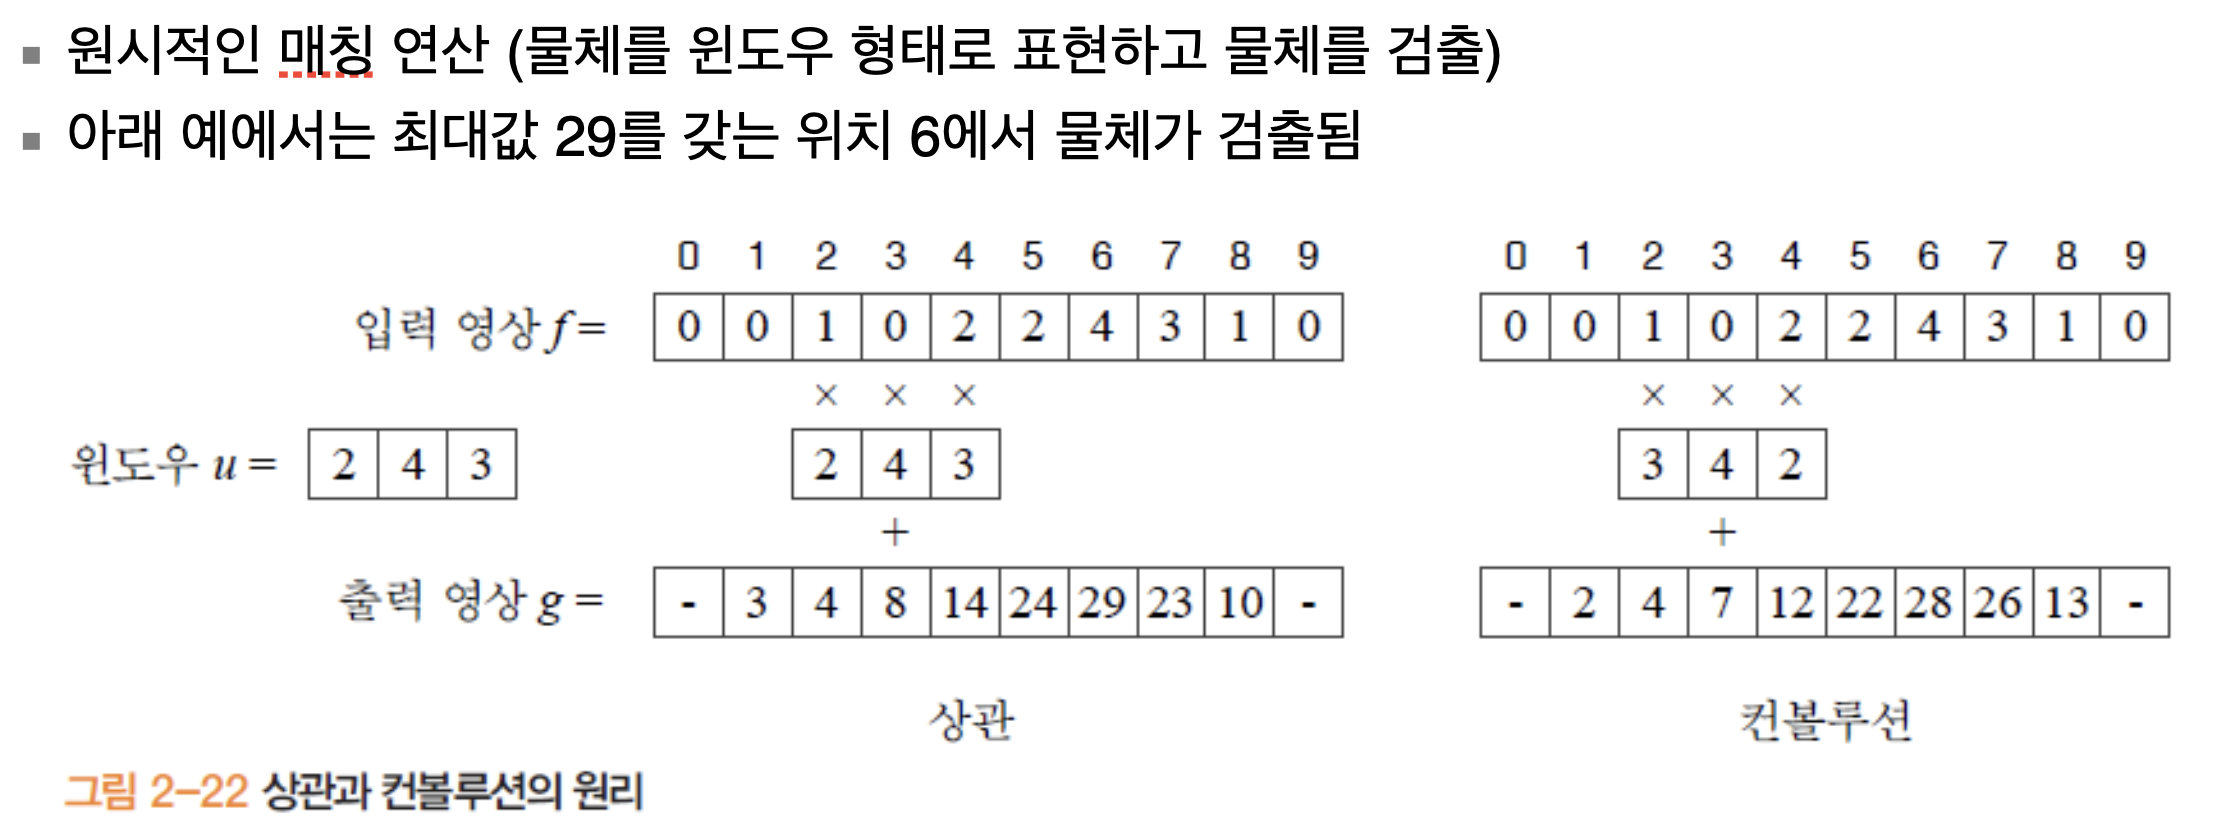 ▪ 원시적인 매칭 연산 (물체를 윈도우 형태로 표현하고 물체를 검출)
▪ 아래 예에서는 최대값 29를 갖는 위치 6에서 물체가 검출됨
0 1 2 3 4 5 6 7 8 9 0 1 2 3 4 5 6 7 8 9
입력 영상 f = 0 0 1 0 2 2 4 3 1 0 0 0 1 0 2 2 4 3 1 0
× × × × × ×
윈도우 u = 2 4 3 2 4 3 3 4 2
+ +
출력 영상 g = - 3 4 8 14 24 29 23 10 - - 2 4 7 12 22 28 26 13 -
상관 컨볼루션
그림 2-22 상관과 컨볼루션의 원리